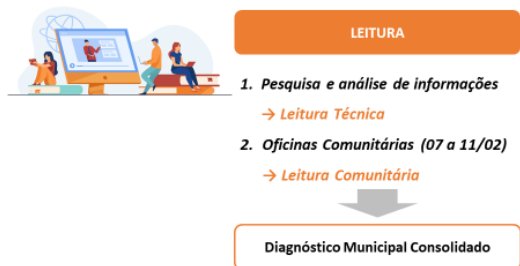 LEITURA
1. Pesquisa e análise de informações
→ Leitura Técnica
2. Oficinas Comunitárias (07 a 11/02)
→ Leitura Comunitária
Diagnóstico Municipal Consolidado